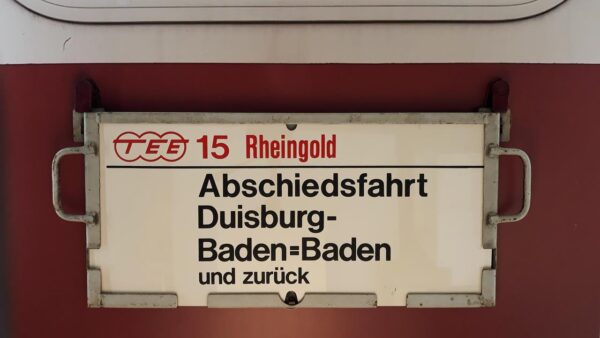 TEE 15 Rheingold
Abschiedsfahrt
Duisburg-
Baden=Baden
und zurück